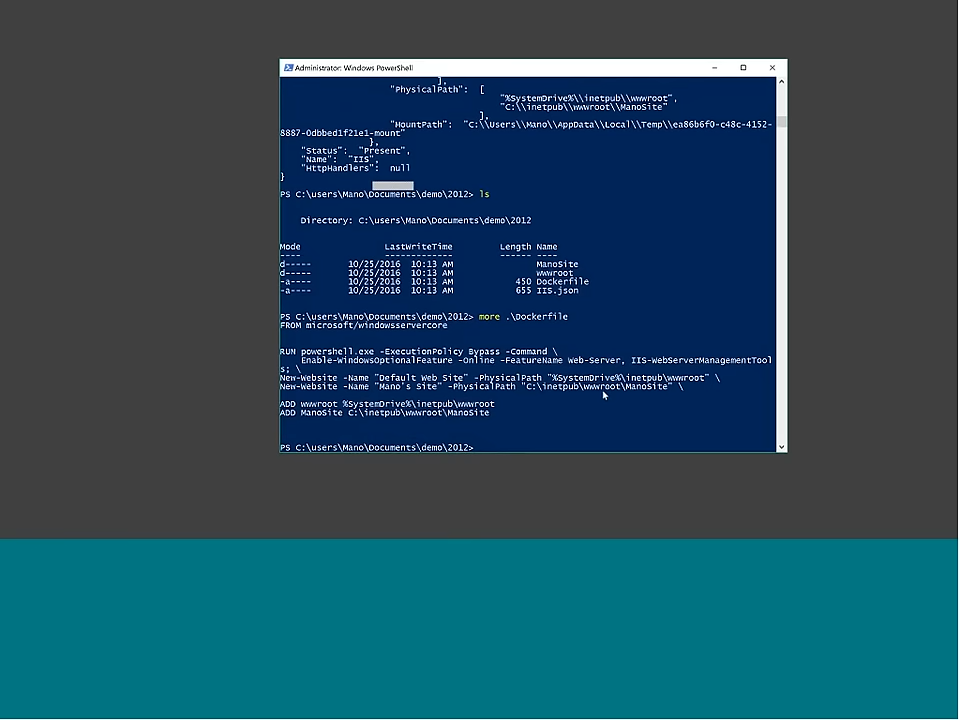 Administrator: Windows PowerShell
],
"PhysicalPath": [
"%SystemDrive%\\inetpub\\wwwroot",
"C:\\inetpub\\wwwroot\\ManoSite"
],
"MountPath": "C:\\Users\\Mano\\AppData\\Local\\Temp\\ea86b6f0-c48c-4152-
8887-0dbbed1f21e1-mount"
},
"Status": "Present",
"Name": "IIS",
"HttpHandlers": null
}
PS C:\users\Mano\Documents\demo\2012> ls
Directory: C:\users\Mano\Documents\demo\2012
Mode LastWriteTime Length Name
---- ------------- ------ ----
d----- 10/25/2016 10:13 AM ManoSite
d----- 10/25/2016 10:13 AM wwwroot
-a---- 10/25/2016 10:13 AM 450 Dockerfile
-a---- 10/25/2016 10:13 AM 655 IIS.json
PS C:\users\Mano\Documents\demo\2012> more .\Dockerfile
FROM microsoft/windowsservercore
RUN powershell.exe -ExecutionPolicy Bypass -Command \
Enable-WindowsOptionalFeature -Online -FeatureName Web-Server, IIS-WebServerManagementTool
s; \
New-Website -Name "Default Web Site" -PhysicalPath "%SystemDrive%\inetpub\wwwroot" \
New-Website -Name "Mano's Site" -PhysicalPath "C:\inetpub\wwwroot\ManoSite" \
ADD wwwroot %SystemDrive%\inetpub\wwwroot
ADD ManoSite C:\inetpub\wwwroot\ManoSite
PS C:\users\Mano\Documents\demo\2012>